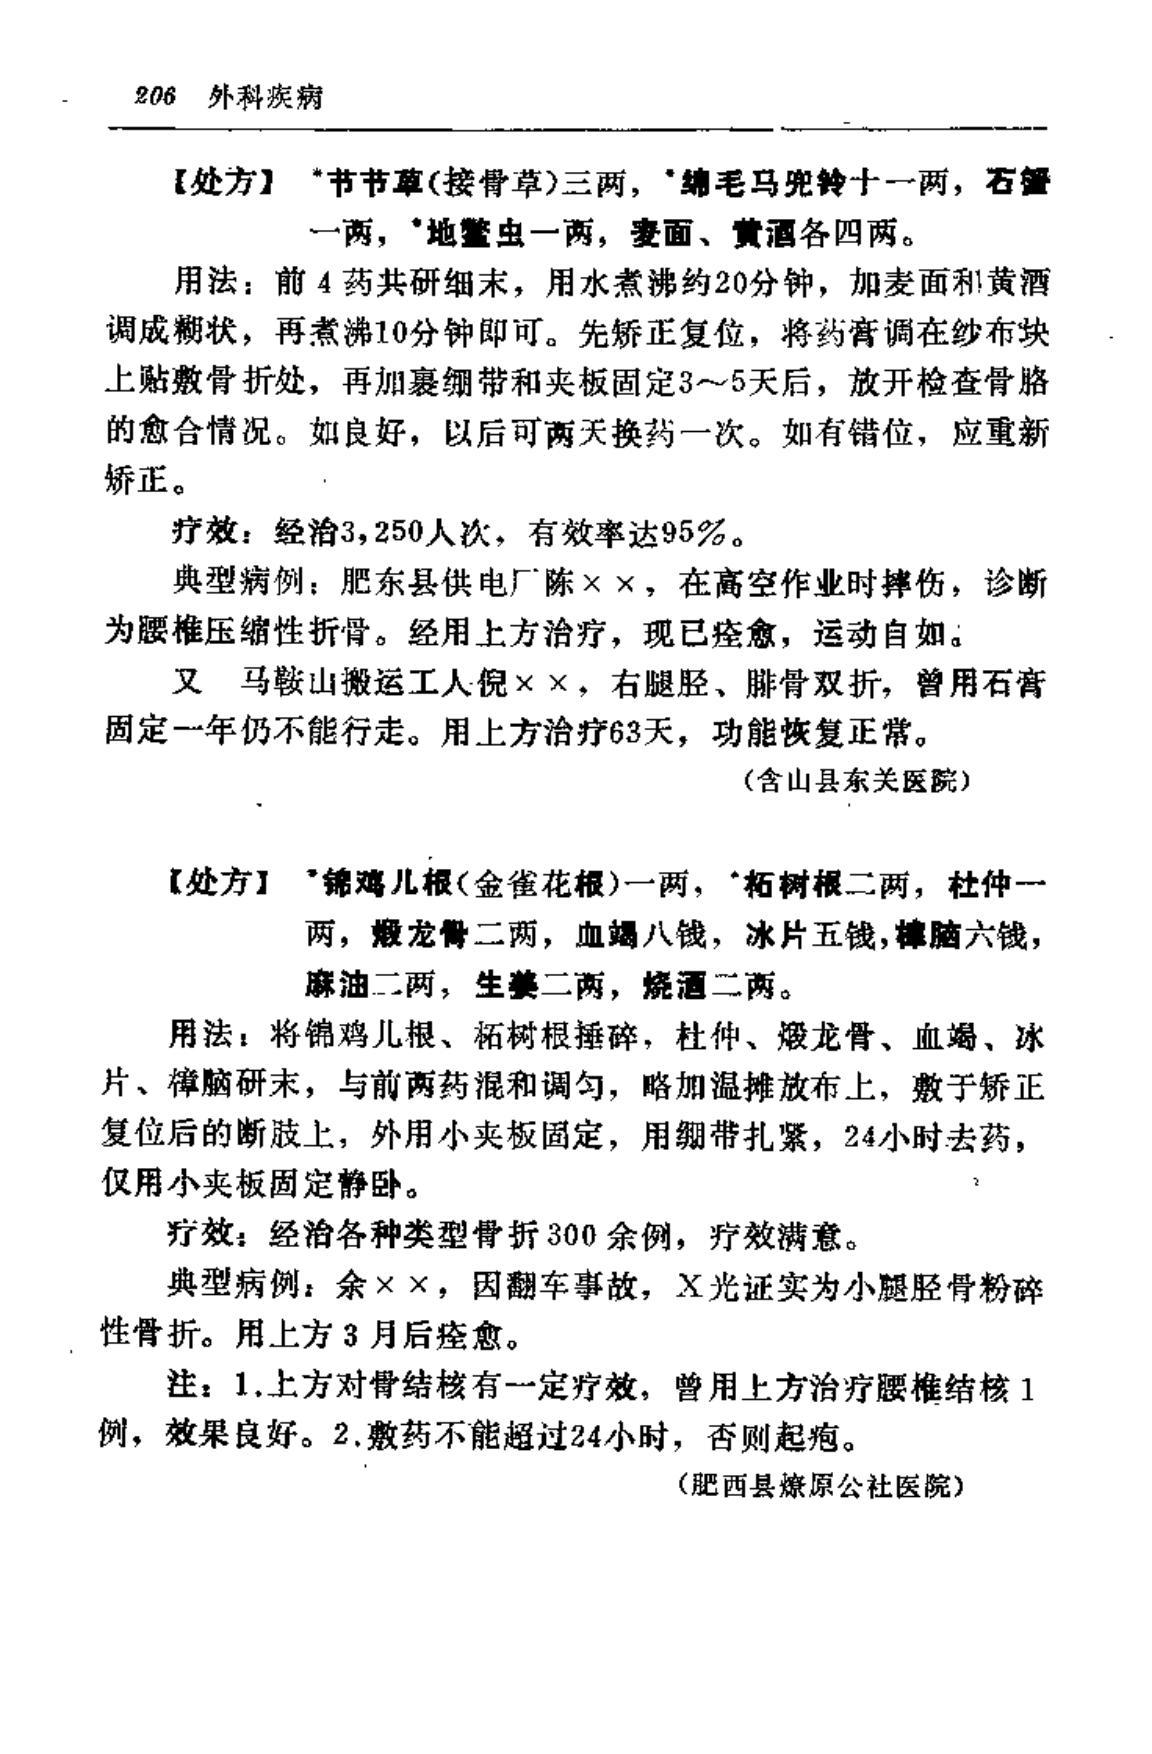 206 外科疾病
【处方】 *节节草(接骨草)三两，*绵毛马兜铃十一两，石蟹
一两，*地鳖虫一两，麦面、黄酒各四两。
用法：前4药共研细末，用水煮沸约20分钟，加麦面和黄酒
调成糊状，再煮沸10分钟即可。先矫正复位，将药膏调在纱布块
上贴敷骨折处，再加裹绷带和夹板固定3～5天后，放开检查骨胳
的愈合情况。如良好，以后可两天换药一次。如有错位，应重新
矫正。
疗效：经治3,250人次，有效率达95%。
典型病例：肥东县供电厂陈××，在高空作业时摔伤，诊断
为腰椎压缩性折骨。经用上方治疗，现已痊愈，运动自如。
又 马鞍山搬运工人倪××，右腿胫、腓骨双折，曾用石膏
固定一年仍不能行走。用上方治疗63天，功能恢复正常。
(含山县东关医院)
【处方】 *锦鸡儿根(金雀花根)一两，*柘树根二两，杜仲一
两，煅龙骨二两，血竭八钱，冰片五钱,樟脑六钱，
麻油二两，生姜二两，烧酒二两。
用法：将锦鸡儿根、柘树根捶碎，杜仲、煅龙骨、血竭、冰
片、樟脑研末，与前两药混和调匀，略加温摊放布上，敷于矫正
复位后的断肢上，外用小夹板固定，用绷带扎紧，24小时去药，
仅用小夹板固定静卧。
疗效：经治各种类型骨折300余例，疗效满意。
典型病例：余××，因翻车事故，X光证实为小腿胫骨粉碎
性骨折。用上方3月后痊愈。
注：1.上方对骨结核有一定疗效，曾用上方治疗腰椎结核1
例，效果良好。2.敷药不能超过24小时，否则起疱。
(肥西县燎原公社医院)